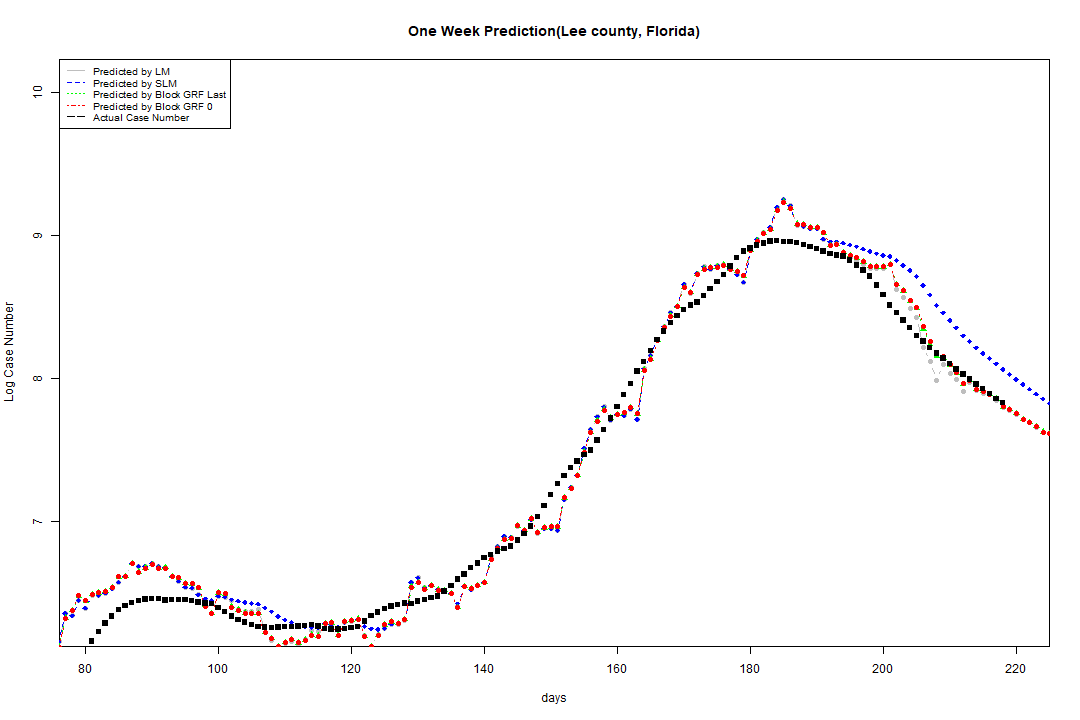 One Week Prediction(Lee county, Florida)
Predicted by LM
Predicted by SLM
Predicted by Block GRF Last
Predicted by Block GRF 0
Actual Case Number
10
9
8
7
Log Case Number
80 100 120 140 160 180 200 220
days